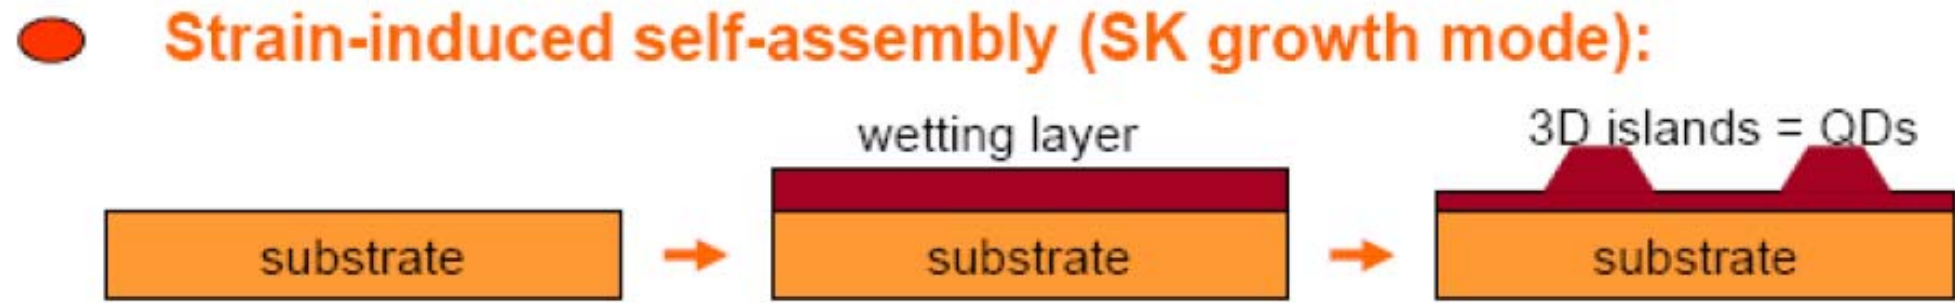 Strain-induced self-assembly (SK growth mode):
wetting layer
3D islands = QDs
substrate
substrate
substrate